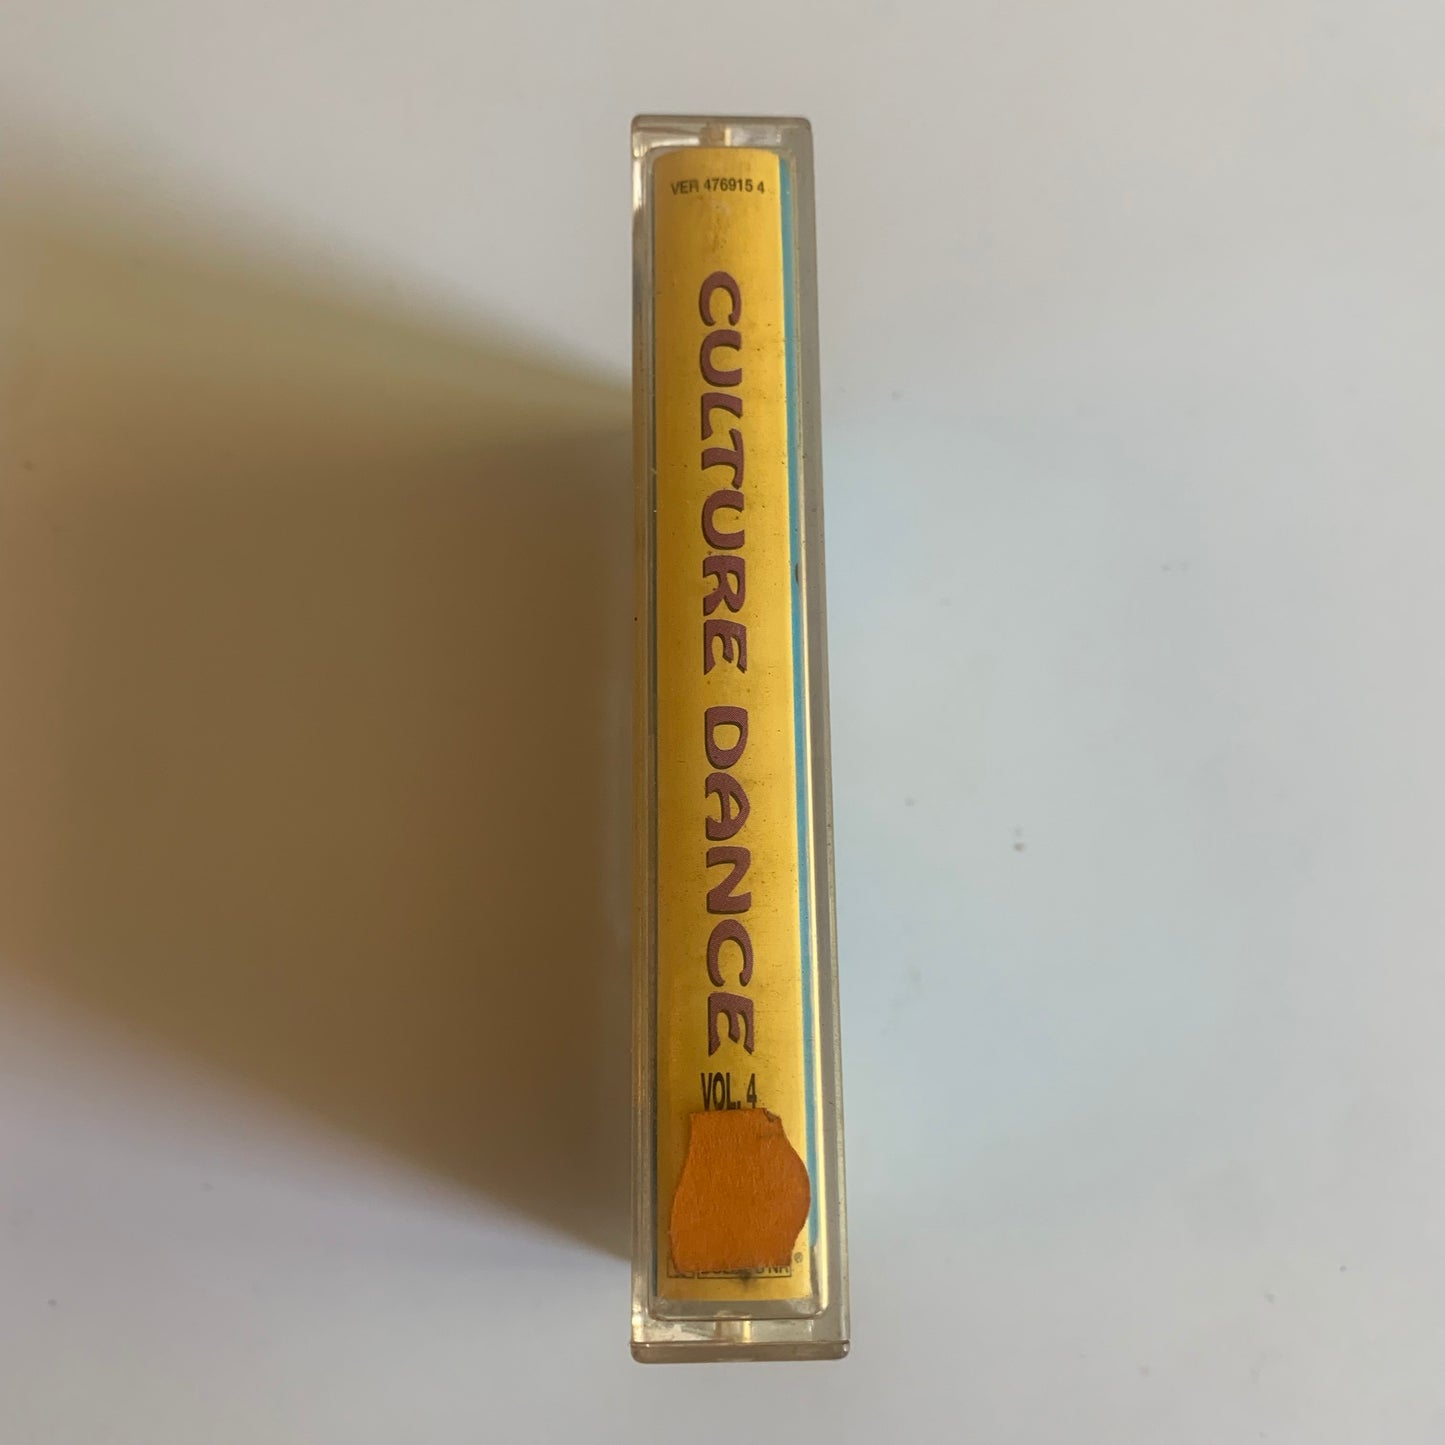 VER 476915 4
CULTURE DANCE
VOL. 4